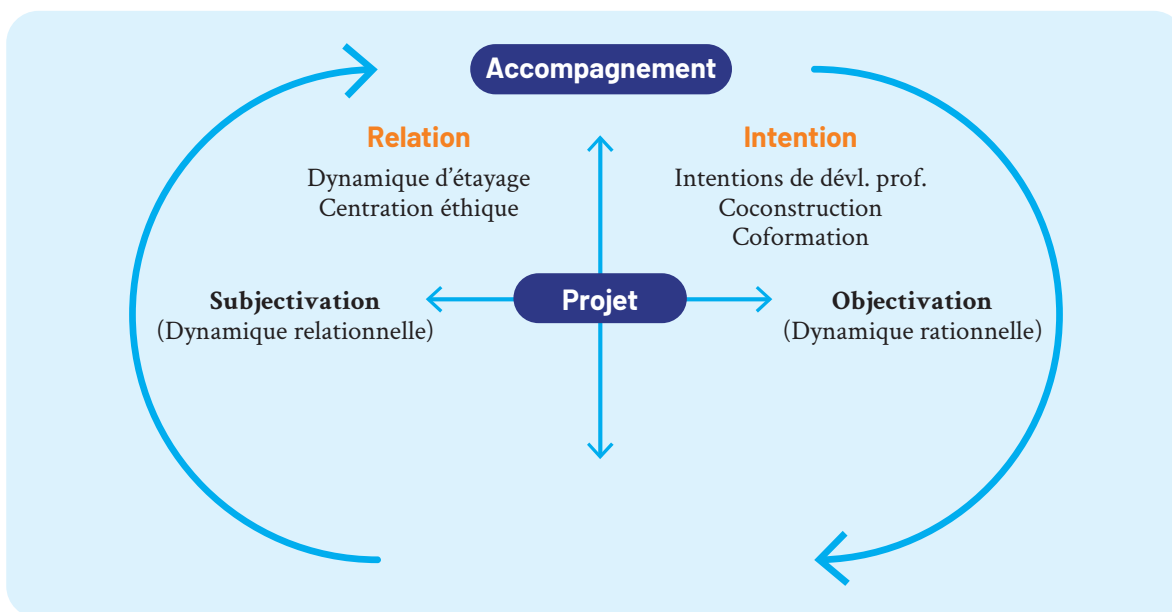 Accompagnement
Relation
Dynamique d’étayage
Centration éthique
Intention
Intentions de dévl. prof.
Coconstruction
Coformation
Subjectivation
(Dynamique relationnelle)
Projet
Objectivation
(Dynamique rationnelle)